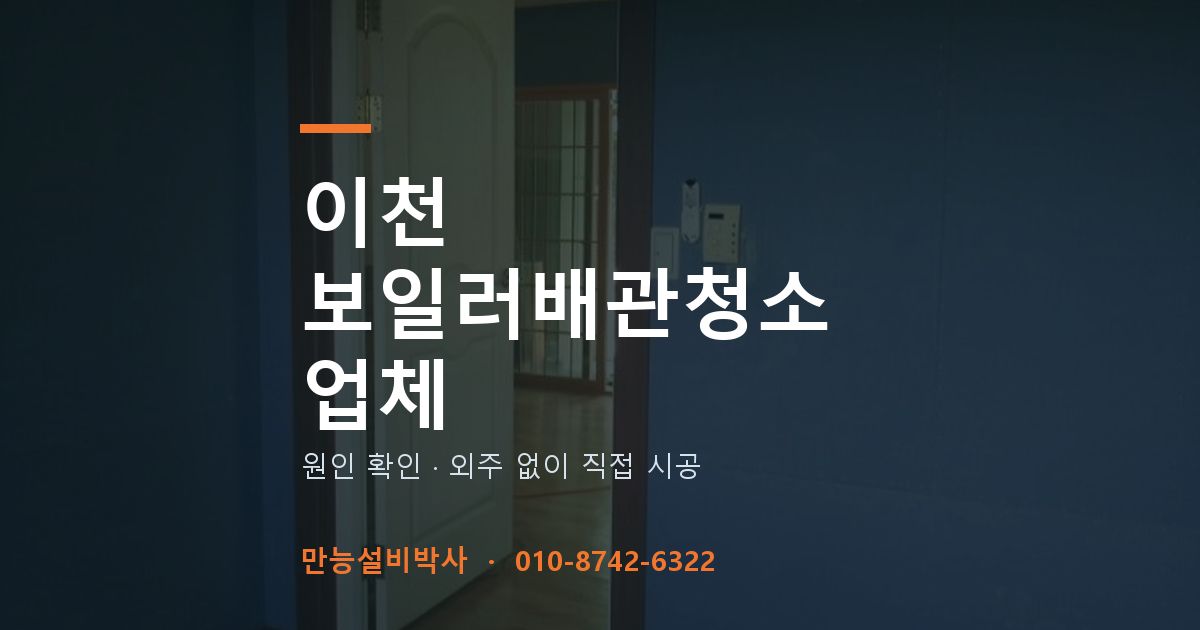 이천
보일러배관청소
업체
원인 확인 · 외주 없이 직접 시공
만능설비박사 · 010-8742-6322